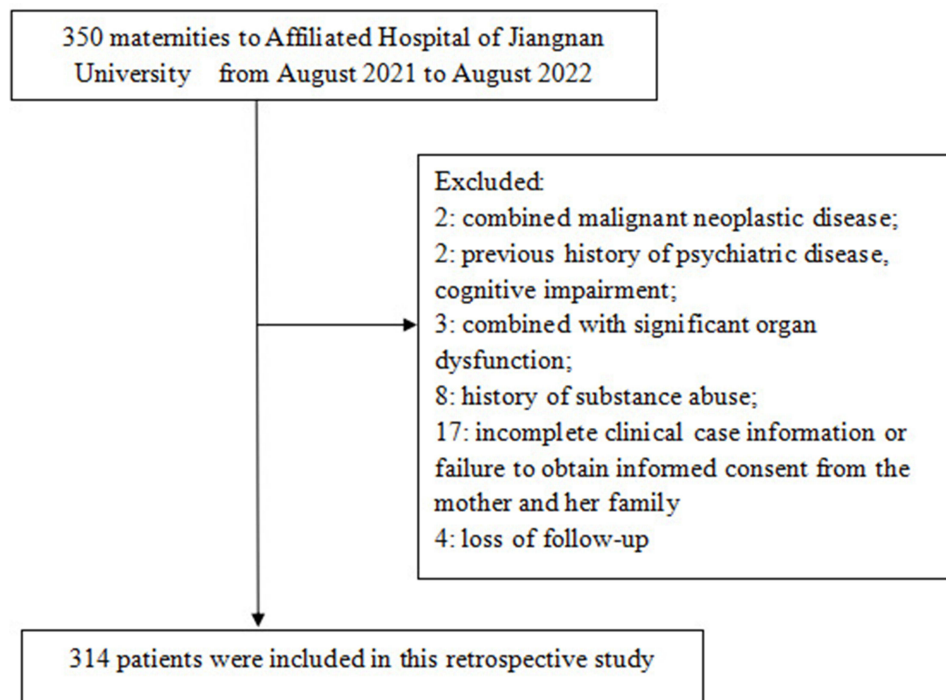 350 maternities to Affiliated Hospital of Jiangnan
University from August 2021 to August 2022
Excluded:
2: combined malignant neoplastic disease;
2: previous history of psychiatric disease,
cognitive impairment;
3: combined with significant organ
dysfunction;
8: history of substance abuse;
17: incomplete clinical case information or
failure to obtain informed consent from the
mother and her family
4: loss of follow-up
314 patients were included in this retrospective study